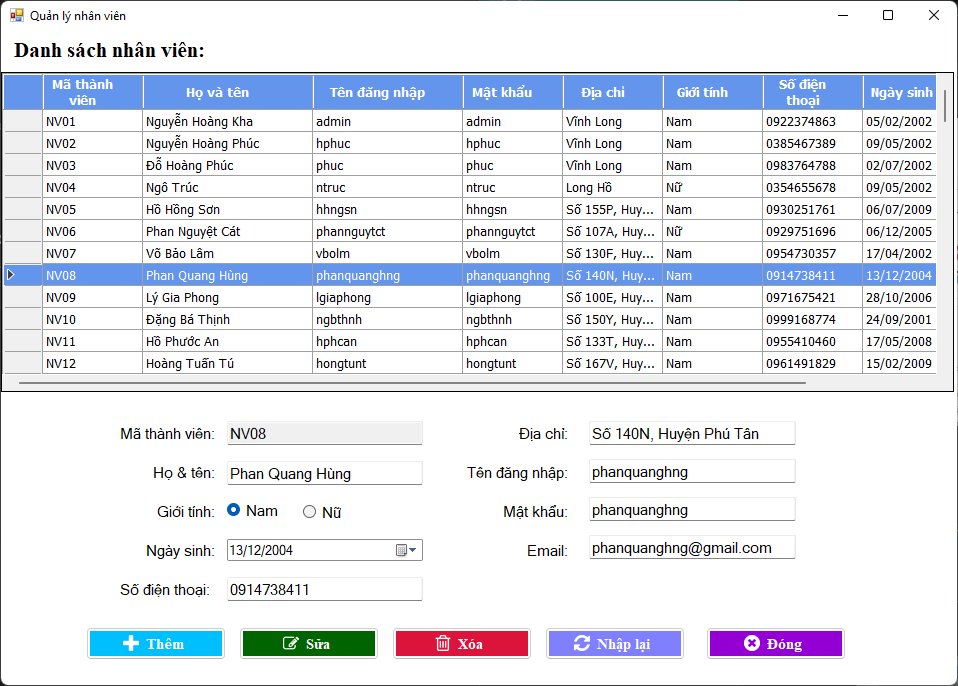 Quản lý nhân viên
Danh sách nhân viên:
Mã thành viên Họ và tên Tên đăng nhập Mật khẩu Địa chỉ Giới tính Số điện thoại Ngày sinh
NV01 Nguyễn Hoàng Kha admin admin Vĩnh Long Nam 0922374863 05/02/2002
NV02 Nguyễn Hoàng Phúc hphuc hphuc Vĩnh Long Nam 0385467389 09/05/2002
NV03 Đỗ Hoàng Phúc phuc phuc Vĩnh Long Nam 0983764788 02/07/2002
NV04 Ngô Trúc ntruc ntruc Long Hồ Nữ 0354655678 09/05/2002
NV05 Hồ Hồng Sơn hhngsn hhngsn Số 155P, Huy... Nam 0930251761 06/07/2009
NV06 Phan Nguyệt Cát phannguytct phannguytct Số 107A, Huy... Nữ 0929751696 06/12/2005
NV07 Võ Bảo Lâm vbolm vbolm Số 130F, Huy... Nam 0954730357 17/04/2002
NV08 Phan Quang Hùng phanquanghng phanquanghng Số 140N, Huy... Nam 0914738411 13/12/2004
NV09 Lý Gia Phong lgiaphong lgiaphong Số 100E, Huy... Nam 0971675421 28/10/2006
NV10 Đặng Bá Thịnh ngbthnh ngbthnh Số 150Y, Huy... Nam 0999168774 24/09/2001
NV11 Hồ Phước An hphcan hphcan Số 133T, Huy... Nam 0955410460 17/05/2008
NV12 Hoàng Tuấn Tú hongtunt hongtunt Số 167V, Huy... Nam 0961491829 15/02/2009
Mã thành viên: NV08 Địa chỉ: Số 140N, Huyện Phú Tân
Họ & tên: Phan Quang Hùng Tên đăng nhập: phanquanghng
Giới tính: Nam Nữ Mật khẩu: phanquanghng
Ngày sinh: 13/12/2004 Email: phanquanghng@gmail.com
Số điện thoại: 0914738411
Thêm Sửa Xóa Nhập lại Đóng